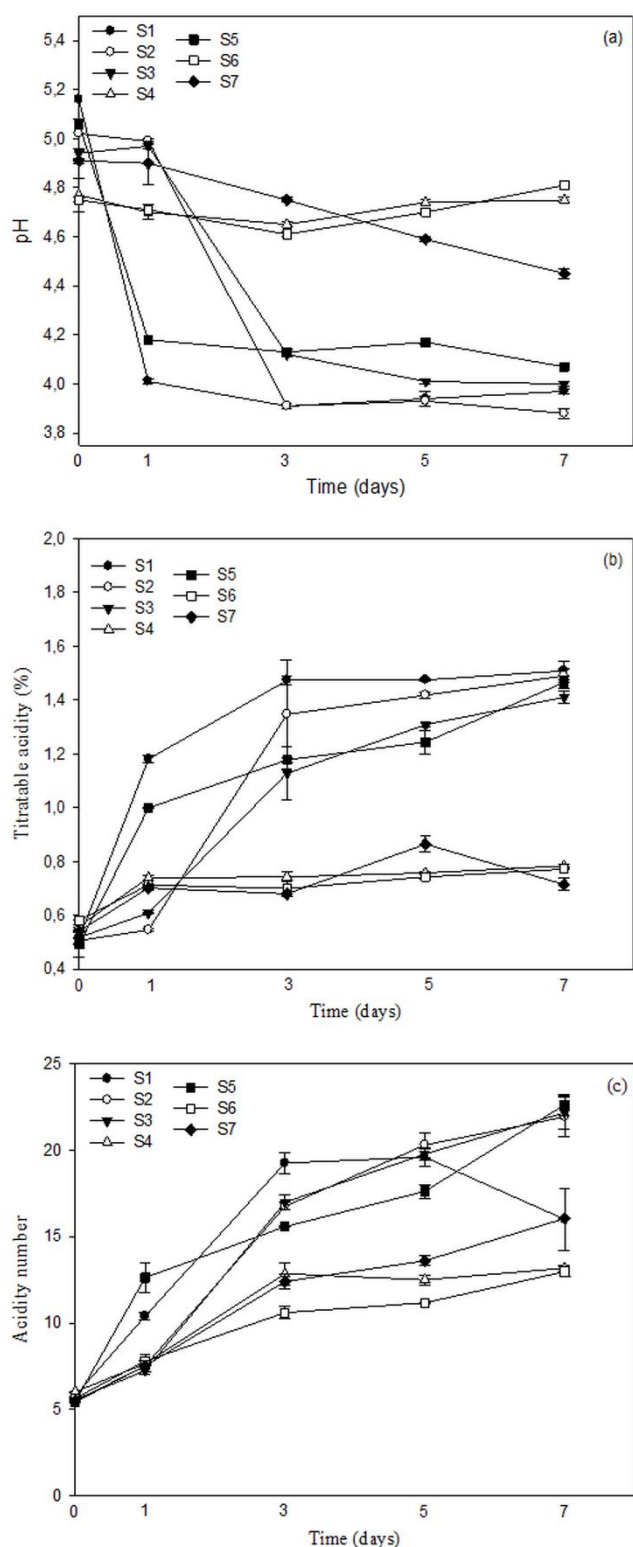 (a)
S1 S5
S2 S6
S3 S7
S4
5,4
5,2
5,0
4,8
4,6
4,4
4,2
4,0
3,8
pH
0 1 3 5 7
Time (days)
(b)
S1 S5
S2 S6
S3 S7
S4
2,0
1,8
1,6
1,4
1,2
1,0
0,8
0,6
0,4
Titratable acidity (%)
0 1 3 5 7
Time (days)
(c)
S1 S5
S2 S6
S3 S7
S4
25
20
15
10
5
0
Acidity number
0 1 3 5 7
Time (days)